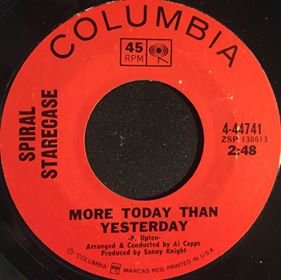 COLUMBIA
45
RPM
SPIRAL
STARECASE
4-44741
ZSP 138613
2:48
MORE TODAY THAN
YESTERDAY
-P. Upton-
Arranged & Conducted by Al Capps
Produced by Sonny Knight
"COLUMBIA" MARCAS REG. PRINTED IN U.S.A.